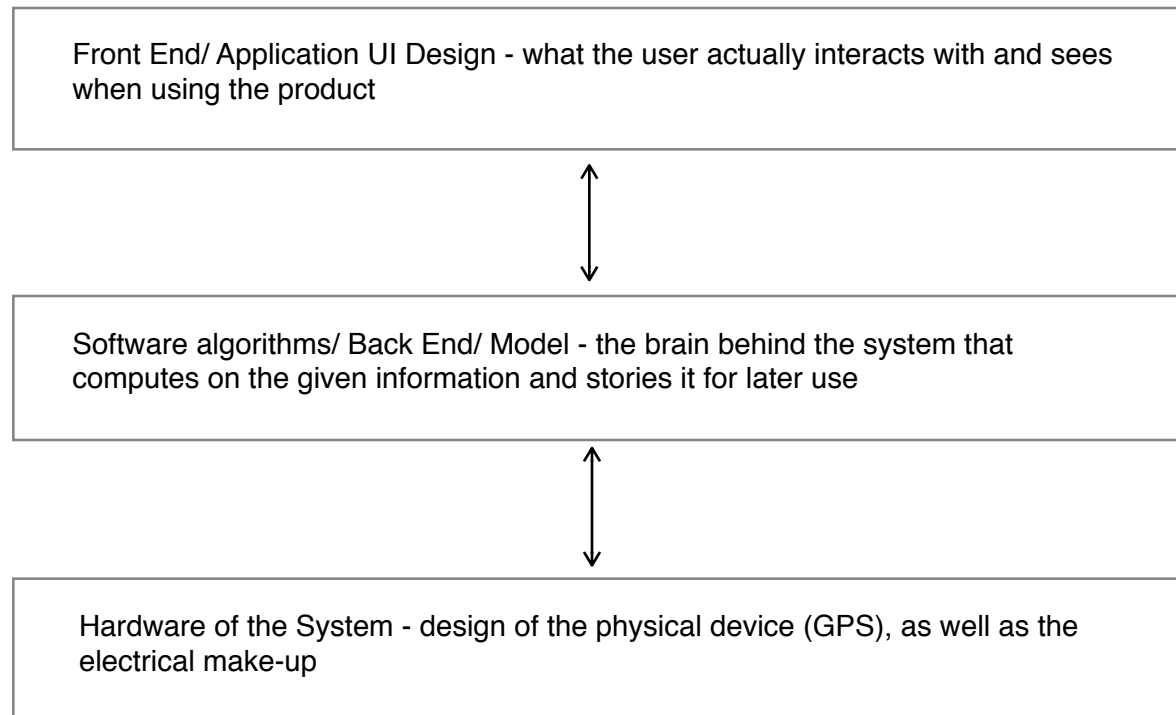 Front End/ Application UI Design - what the user actually interacts with and sees
when using the product
Software algorithms/ Back End/ Model - the brain behind the system that
computes on the given information and stories it for later use
Hardware of the System - design of the physical device (GPS), as well as the
electrical make-up